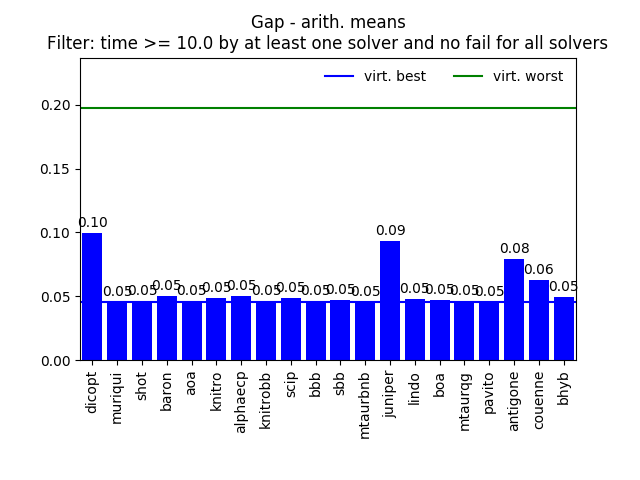 Gap - arith. means
Filter: time >= 10.0 by at least one solver and no fail for all solvers
virt. best
virt. worst
0.20
0.15
0.10
0.05
0.00
0.10
0.05
0.05
0.05
0.05
0.05
0.05
0.05
0.05
0.05
0.05
0.05
0.09
0.05
0.05
0.05
0.05
0.08
0.06
0.05
dicopt
muriqui
shot
baron
aoa
knitro
alphaecp
knitrobb
scip
bbb
sbb
mtaurbnb
juniper
lindo
boa
mtaurqg
pavito
antigone
couenne
bhyb